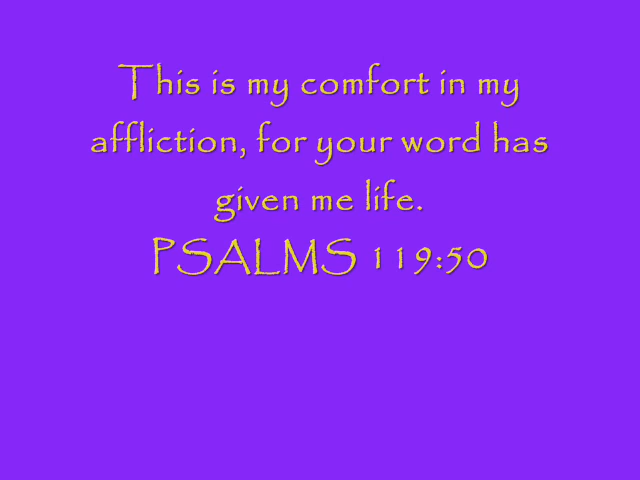 This is my comfort in my
affliction, for your word has
given me life.
PSALMS 119:50